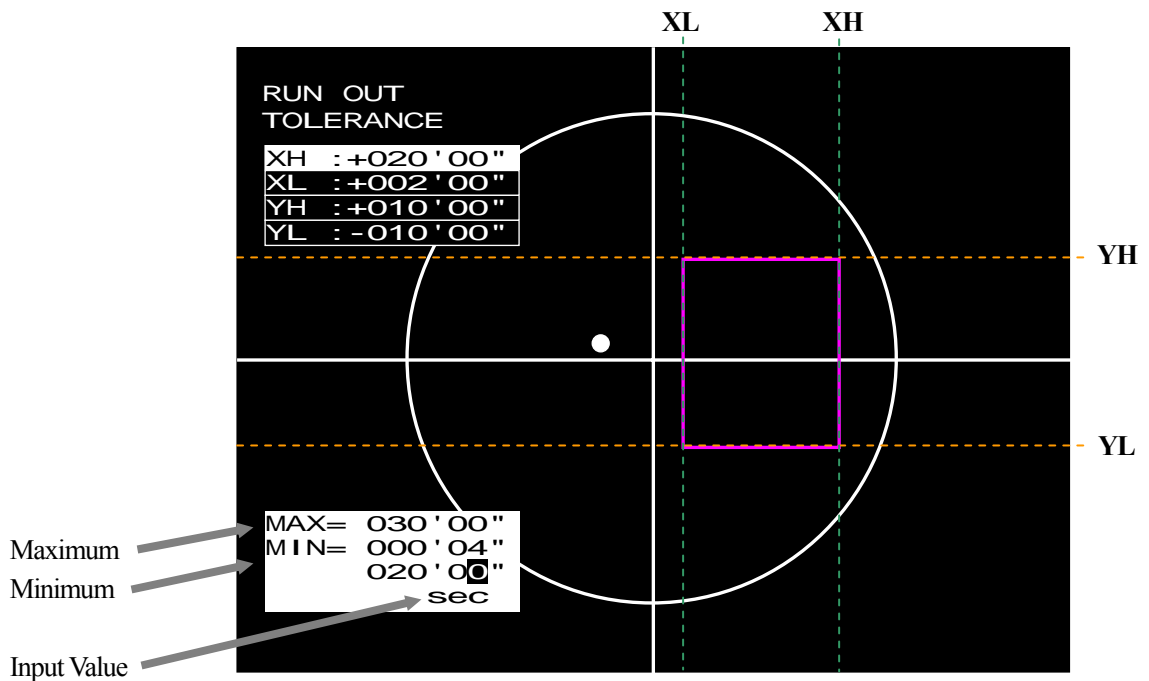 XL XH
RUN OUT
TOLERANCE
XH :+020'00"
XL :+002'00"
YH :+010'00"
YL :-010'00"
YH
YL
MAX= 030'00"
MIN= 000'04"
020'00"
sec
Maximum
Minimum
Input Value